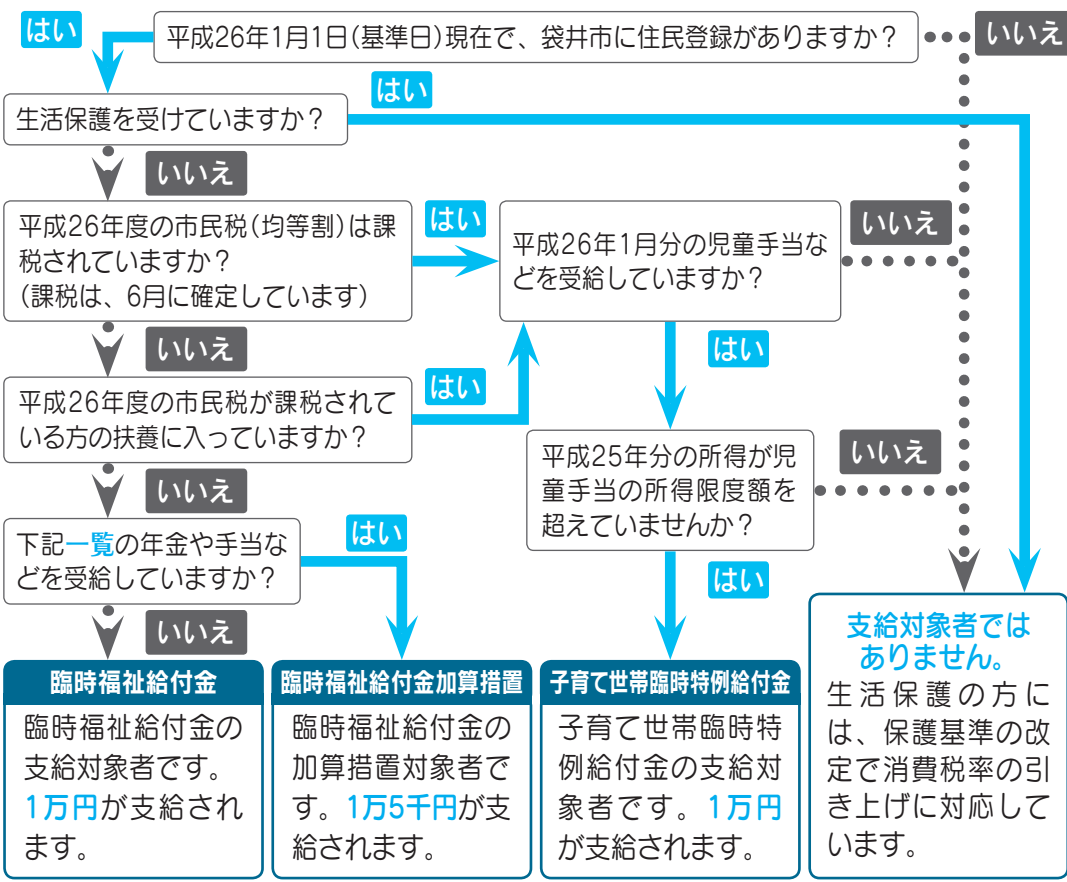 はい
平成26年1月1日(基準日)現在で、袋井市に住民登録がありますか？
いいえ
はい
生活保護を受けていますか？
いいえ
平成26年度の市民税(均等割)は課
税されていますか？
(課税は、6月に確定しています)
はい
平成26年1月分の児童手当な
どを受給していますか？
いいえ
いいえ
はい
平成26年度の市民税が課税されて
いる方の扶養に入っていますか？
はい
平成25年分の所得が児
童手当の所得限度額を
超えていませんか？
いいえ
いいえ
下記一覧の年金や手当な
どを受給していますか？
はい
はい
いいえ
臨時福祉給付金
臨時福祉給付金の
支給対象者です。
1万円が支給され
ます。
臨時福祉給付金加算措置
臨時福祉給付金の
加算措置対象者で
す。1万5千円が支
給されます。
子育て世帯臨時特例給付金
子育て世帯臨時特
例給付金の支給対
象者です。1万円
が支給されます。
支給対象者では
ありません。
生活保護の方に
は、保護基準の改
定で消費税率の引
き上げに対応して
います。